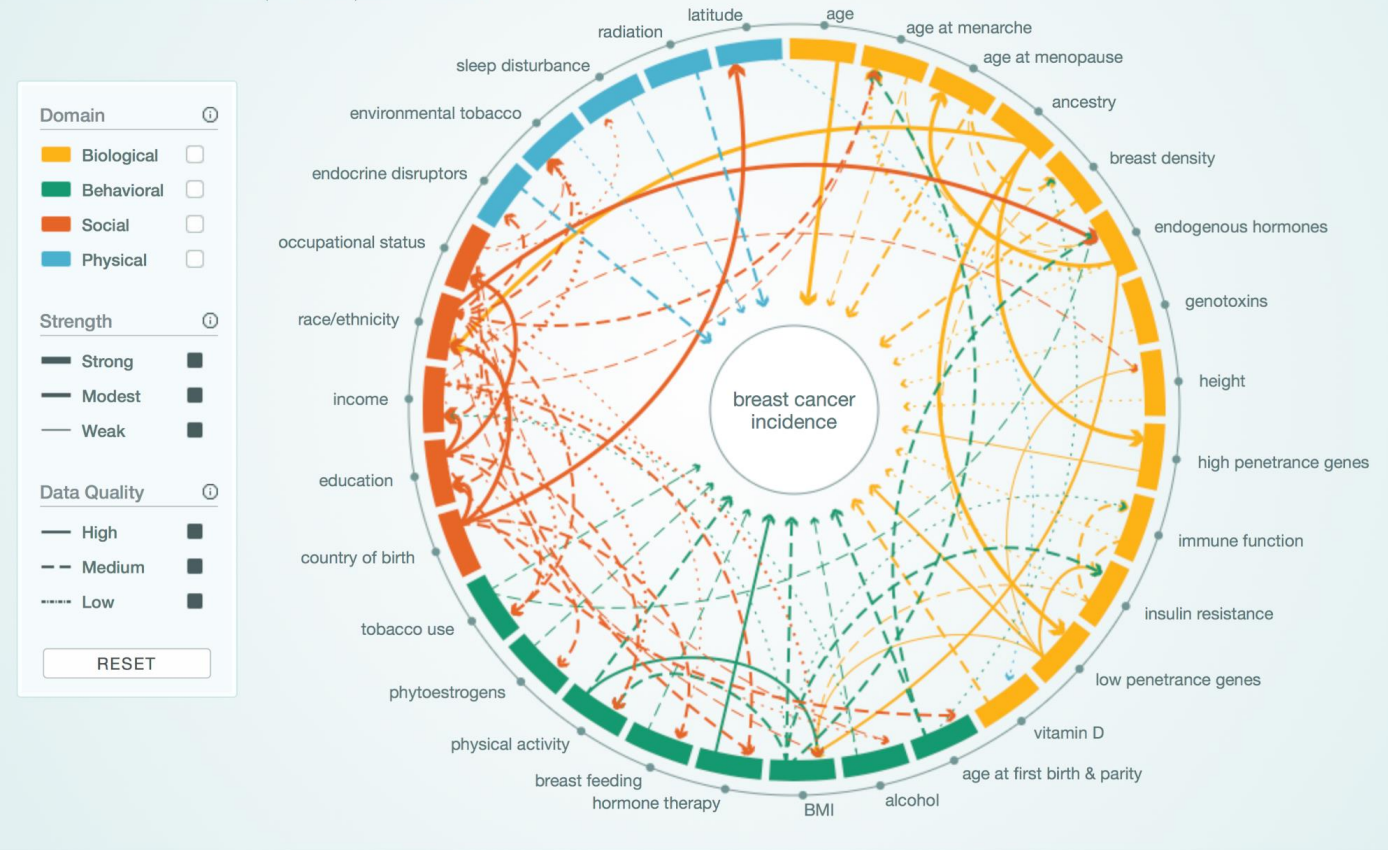 Domain
Biological
Behavioral
Social
Physical
Strength
Strong
Modest
Weak
Data Quality
High
Medium
Low
RESET
latitude
age
radiation
age at menarche
sleep disturbance
age at menopause
environmental tobacco
ancestry
endocrine disruptors
breast density
occupational status
endogenous hormones
race/ethnicity
genotoxins
income
height
education
high penetrance genes
country of birth
immune function
tobacco use
insulin resistance
phytoestrogens
low penetrance genes
physical activity
vitamin D
breast feeding
age at first birth & parity
hormone therapy
alcohol
BMI
breast cancer
incidence